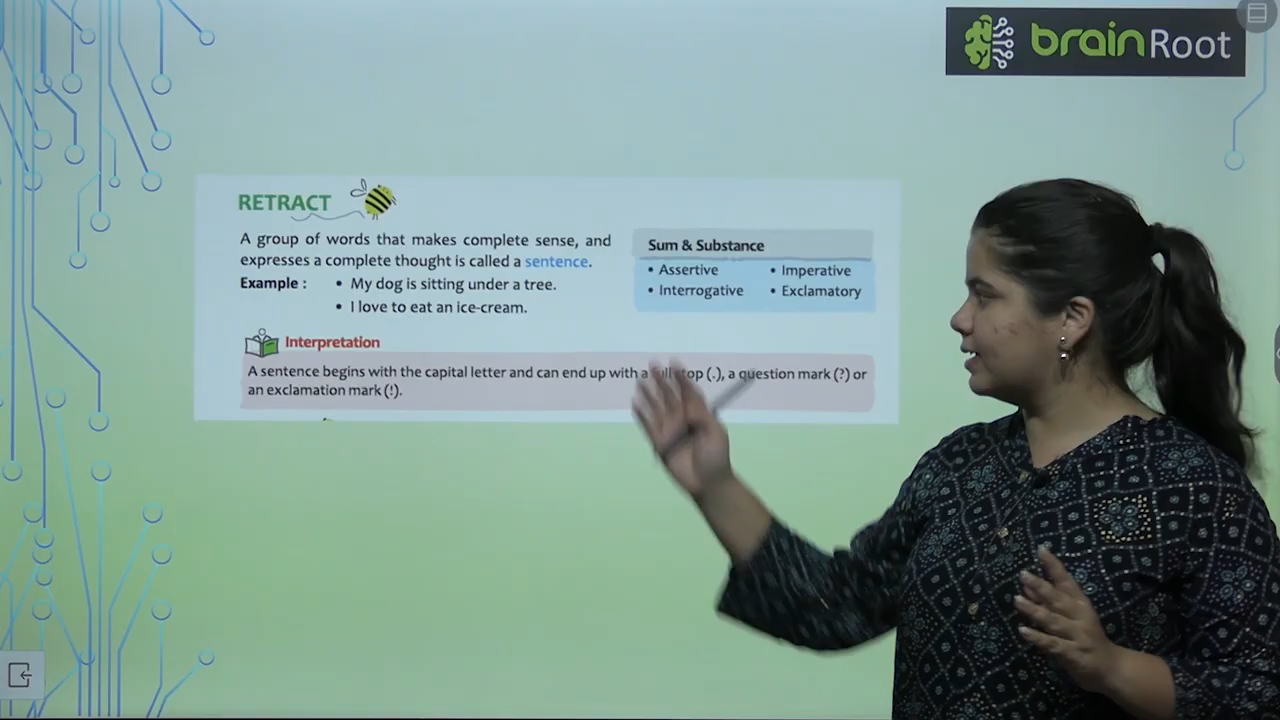 brainRoot
RETRACT
A group of words that makes complete sense, and
expresses a complete thought is called a sentence.
Example : • My dog is sitting under a tree.
• I love to eat an ice-cream.
Sum & Substance
• Assertive • Imperative
• Interrogative • Exclamatory
Interpretation
A sentence begins with the capital letter and can end up with a full stop (.), a question mark (?) or
an exclamation mark (!).